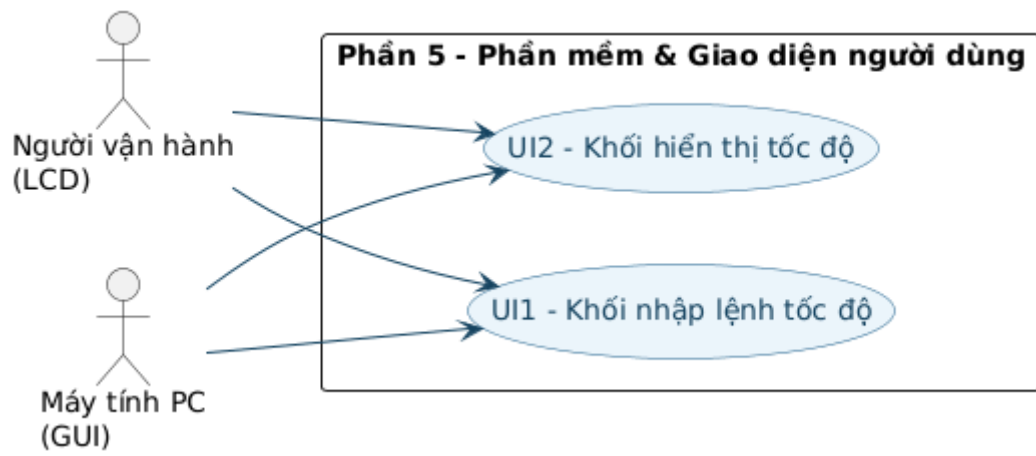 Phần 5 - Phần mềm & Giao diện người dùng
Người vận hành
(LCD)
UI2 - Khối hiển thị tốc độ
UI1 - Khối nhập lệnh tốc độ
Máy tính PC
(GUI)